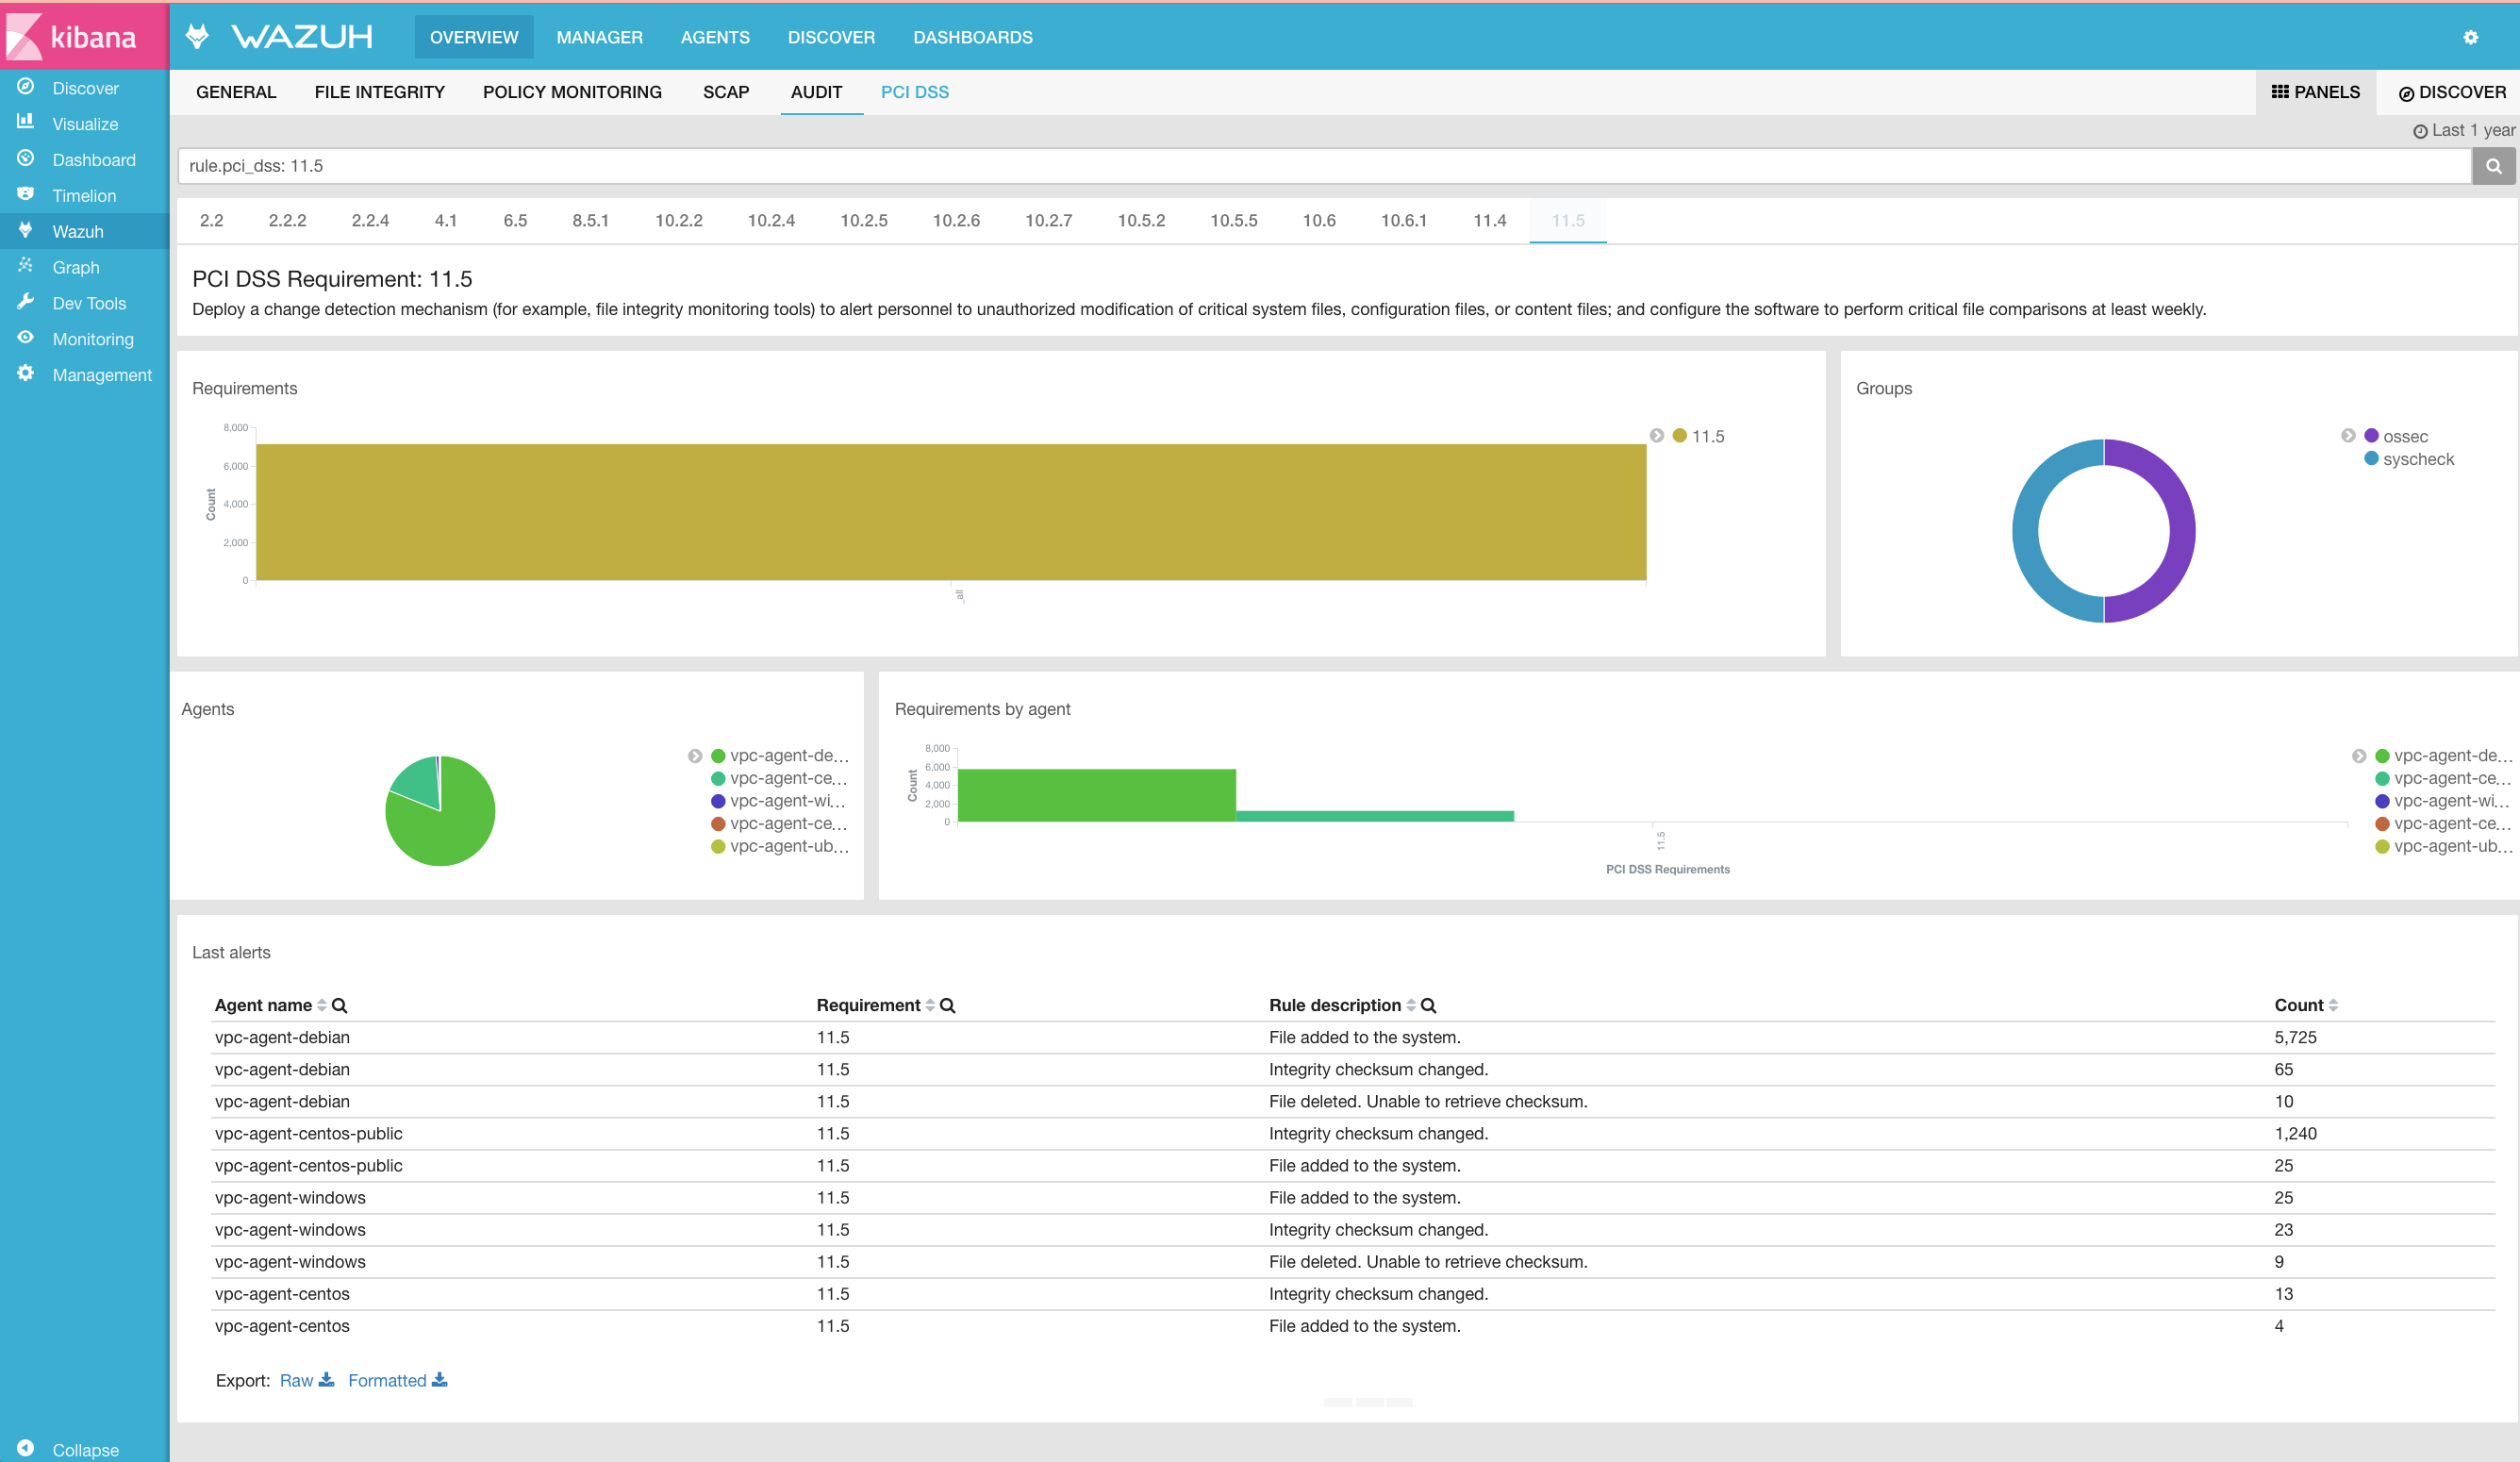 kibana
WAZUH OVERVIEW MANAGER AGENTS DISCOVER DASHBOARDS
Discover
Visualize
Dashboard
Timelion
Wazuh
Graph
Dev Tools
Monitoring
Management
Collapse
GENERAL FILE INTEGRITY POLICY MONITORING SCAP AUDIT PCI DSS PANELS DISCOVER
Last 1 year
rule.pci_dss: 11.5
2.2 2.2.2 2.2.4 4.1 6.5 8.5.1 10.2.2 10.2.4 10.2.5 10.2.6 10.2.7 10.5.2 10.5.5 10.6 10.6.1 11.4 11.5
PCI DSS Requirement: 11.5
Deploy a change detection mechanism (for example, file integrity monitoring tools) to alert personnel to unauthorized modification of critical system files, configuration files, or content files; and configure the software to perform critical file comparisons at least weekly.
Requirements
8,000
6,000
4,000
2,000
0
Count
_all
11.5
Groups
ossec
syscheck
Agents
vpc-agent-de...
vpc-agent-ce...
vpc-agent-wi...
vpc-agent-ce...
vpc-agent-ub...
Requirements by agent
8,000
6,000
4,000
2,000
0
Count
11.5
PCI DSS Requirements
vpc-agent-de...
vpc-agent-ce...
vpc-agent-wi...
vpc-agent-ce...
vpc-agent-ub...
Last alerts
Agent name Requirement Rule description Count
vpc-agent-debian 11.5 File added to the system. 5,725
vpc-agent-debian 11.5 Integrity checksum changed. 65
vpc-agent-debian 11.5 File deleted. Unable to retrieve checksum. 10
vpc-agent-centos-public 11.5 Integrity checksum changed. 1,240
vpc-agent-centos-public 11.5 File added to the system. 25
vpc-agent-windows 11.5 File added to the system. 25
vpc-agent-windows 11.5 Integrity checksum changed. 23
vpc-agent-windows 11.5 File deleted. Unable to retrieve checksum. 9
vpc-agent-centos 11.5 Integrity checksum changed. 13
vpc-agent-centos 11.5 File added to the system. 4
Export: Raw Formatted